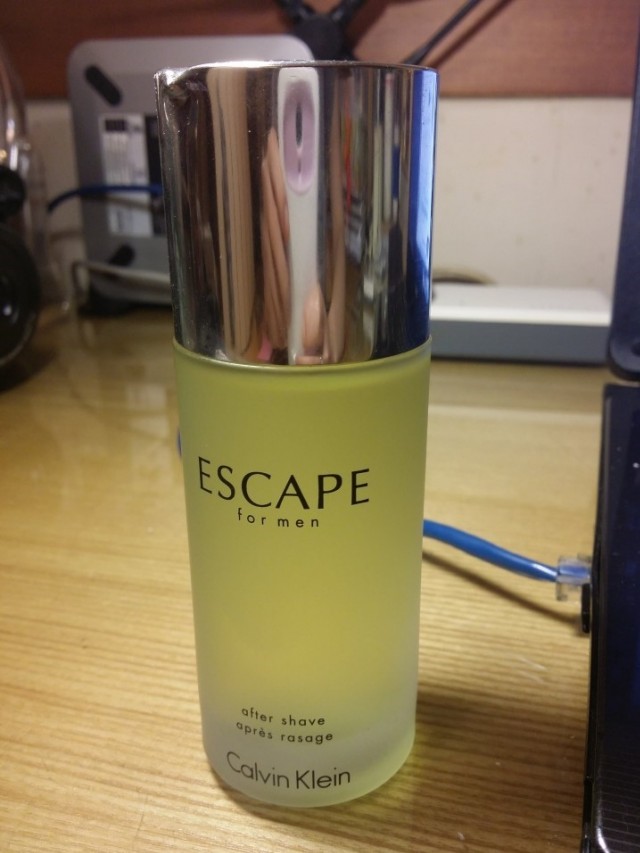 ESCAPE
for men
after shave
après rasage
Calvin Klein